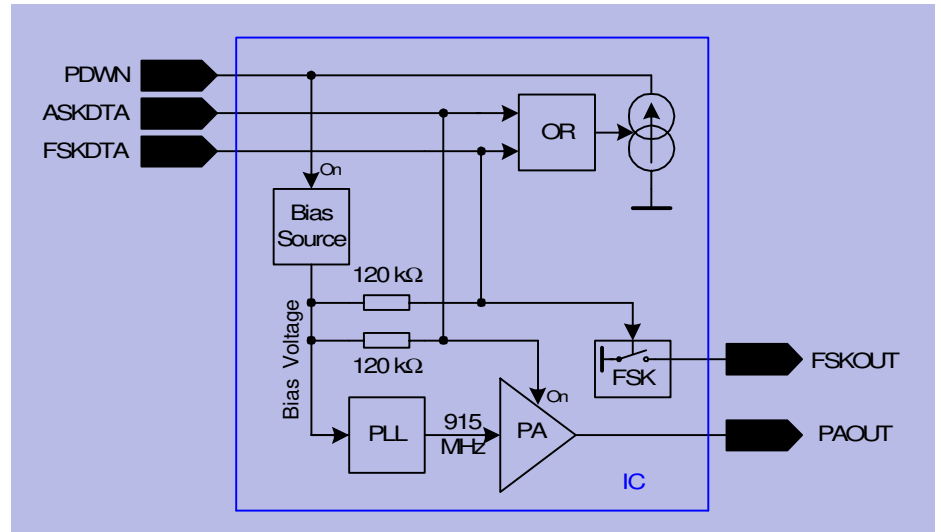 PDWN
ASKDTA
FSKDTA
OR
On
Bias
Source
120 kΩ
120 kΩ
Bias Voltage
FSK
FSKOUT
On
PLL
915
MHz
PA
PAOUT
IC